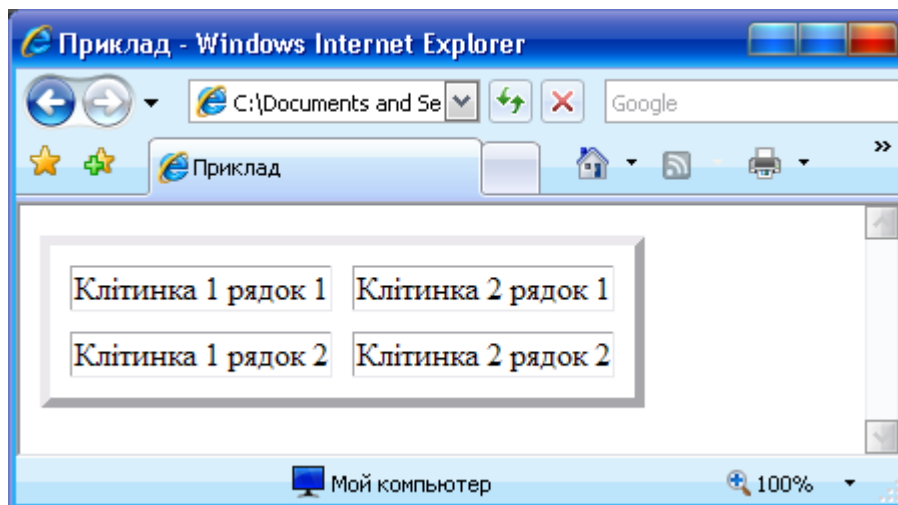 Приклад - Windows Internet Explorer
C:\Documents and Se
Google
Приклад
»
Клітинка 1 рядок 1 Клітинка 2 рядок 1
Клітинка 1 рядок 2 Клітинка 2 рядок 2
Мой компьютер
100%